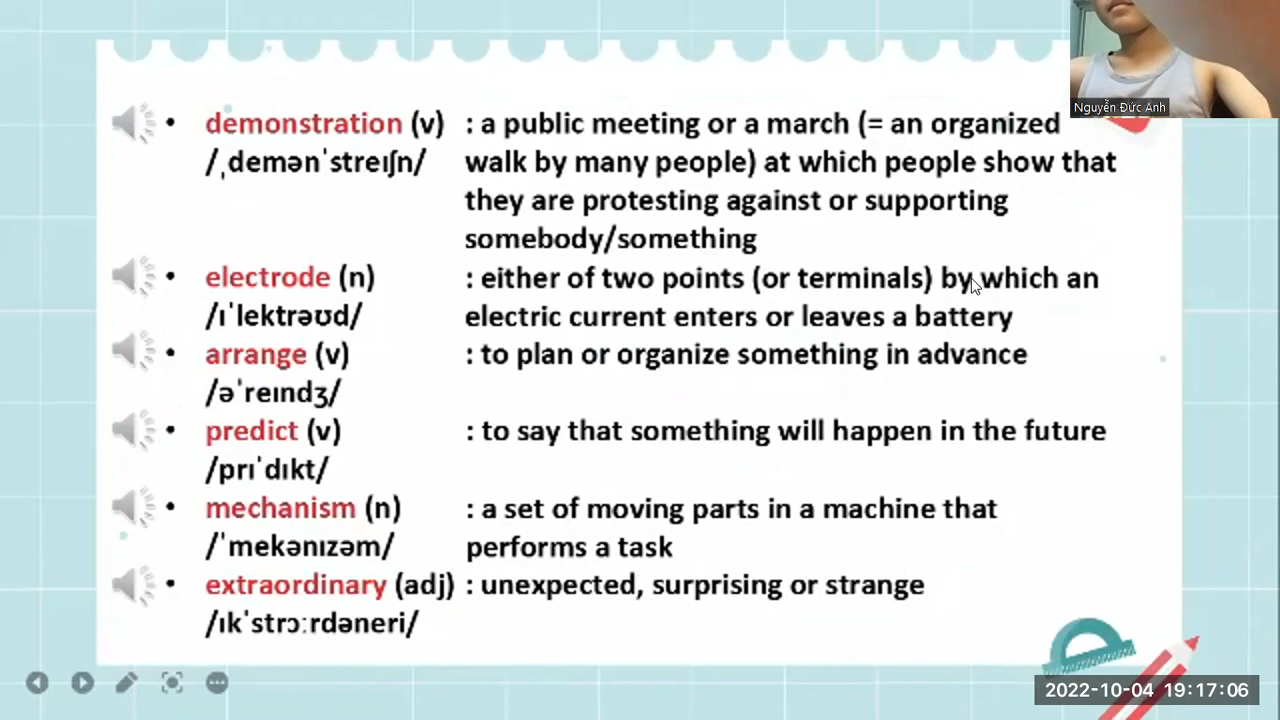 Nguyễn Đức Anh
demonstration (v) : a public meeting or a march (= an organized
/ˌdemənˈstreɪʃn/ walk by many people) at which people show that
they are protesting against or supporting
somebody/something
electrode (n) : either of two points (or terminals) by which an
/ɪˈlektrəʊd/ electric current enters or leaves a battery
arrange (v) : to plan or organize something in advance
/əˈreɪndʒ/
predict (v) : to say that something will happen in the future
/prɪˈdɪkt/
mechanism (n) : a set of moving parts in a machine that
/ˈmekənɪzəm/ performs a task
extraordinary (adj) : unexpected, surprising or strange
/ɪkˈstrɔːrdəneri/
2022-10-04 19:17:06